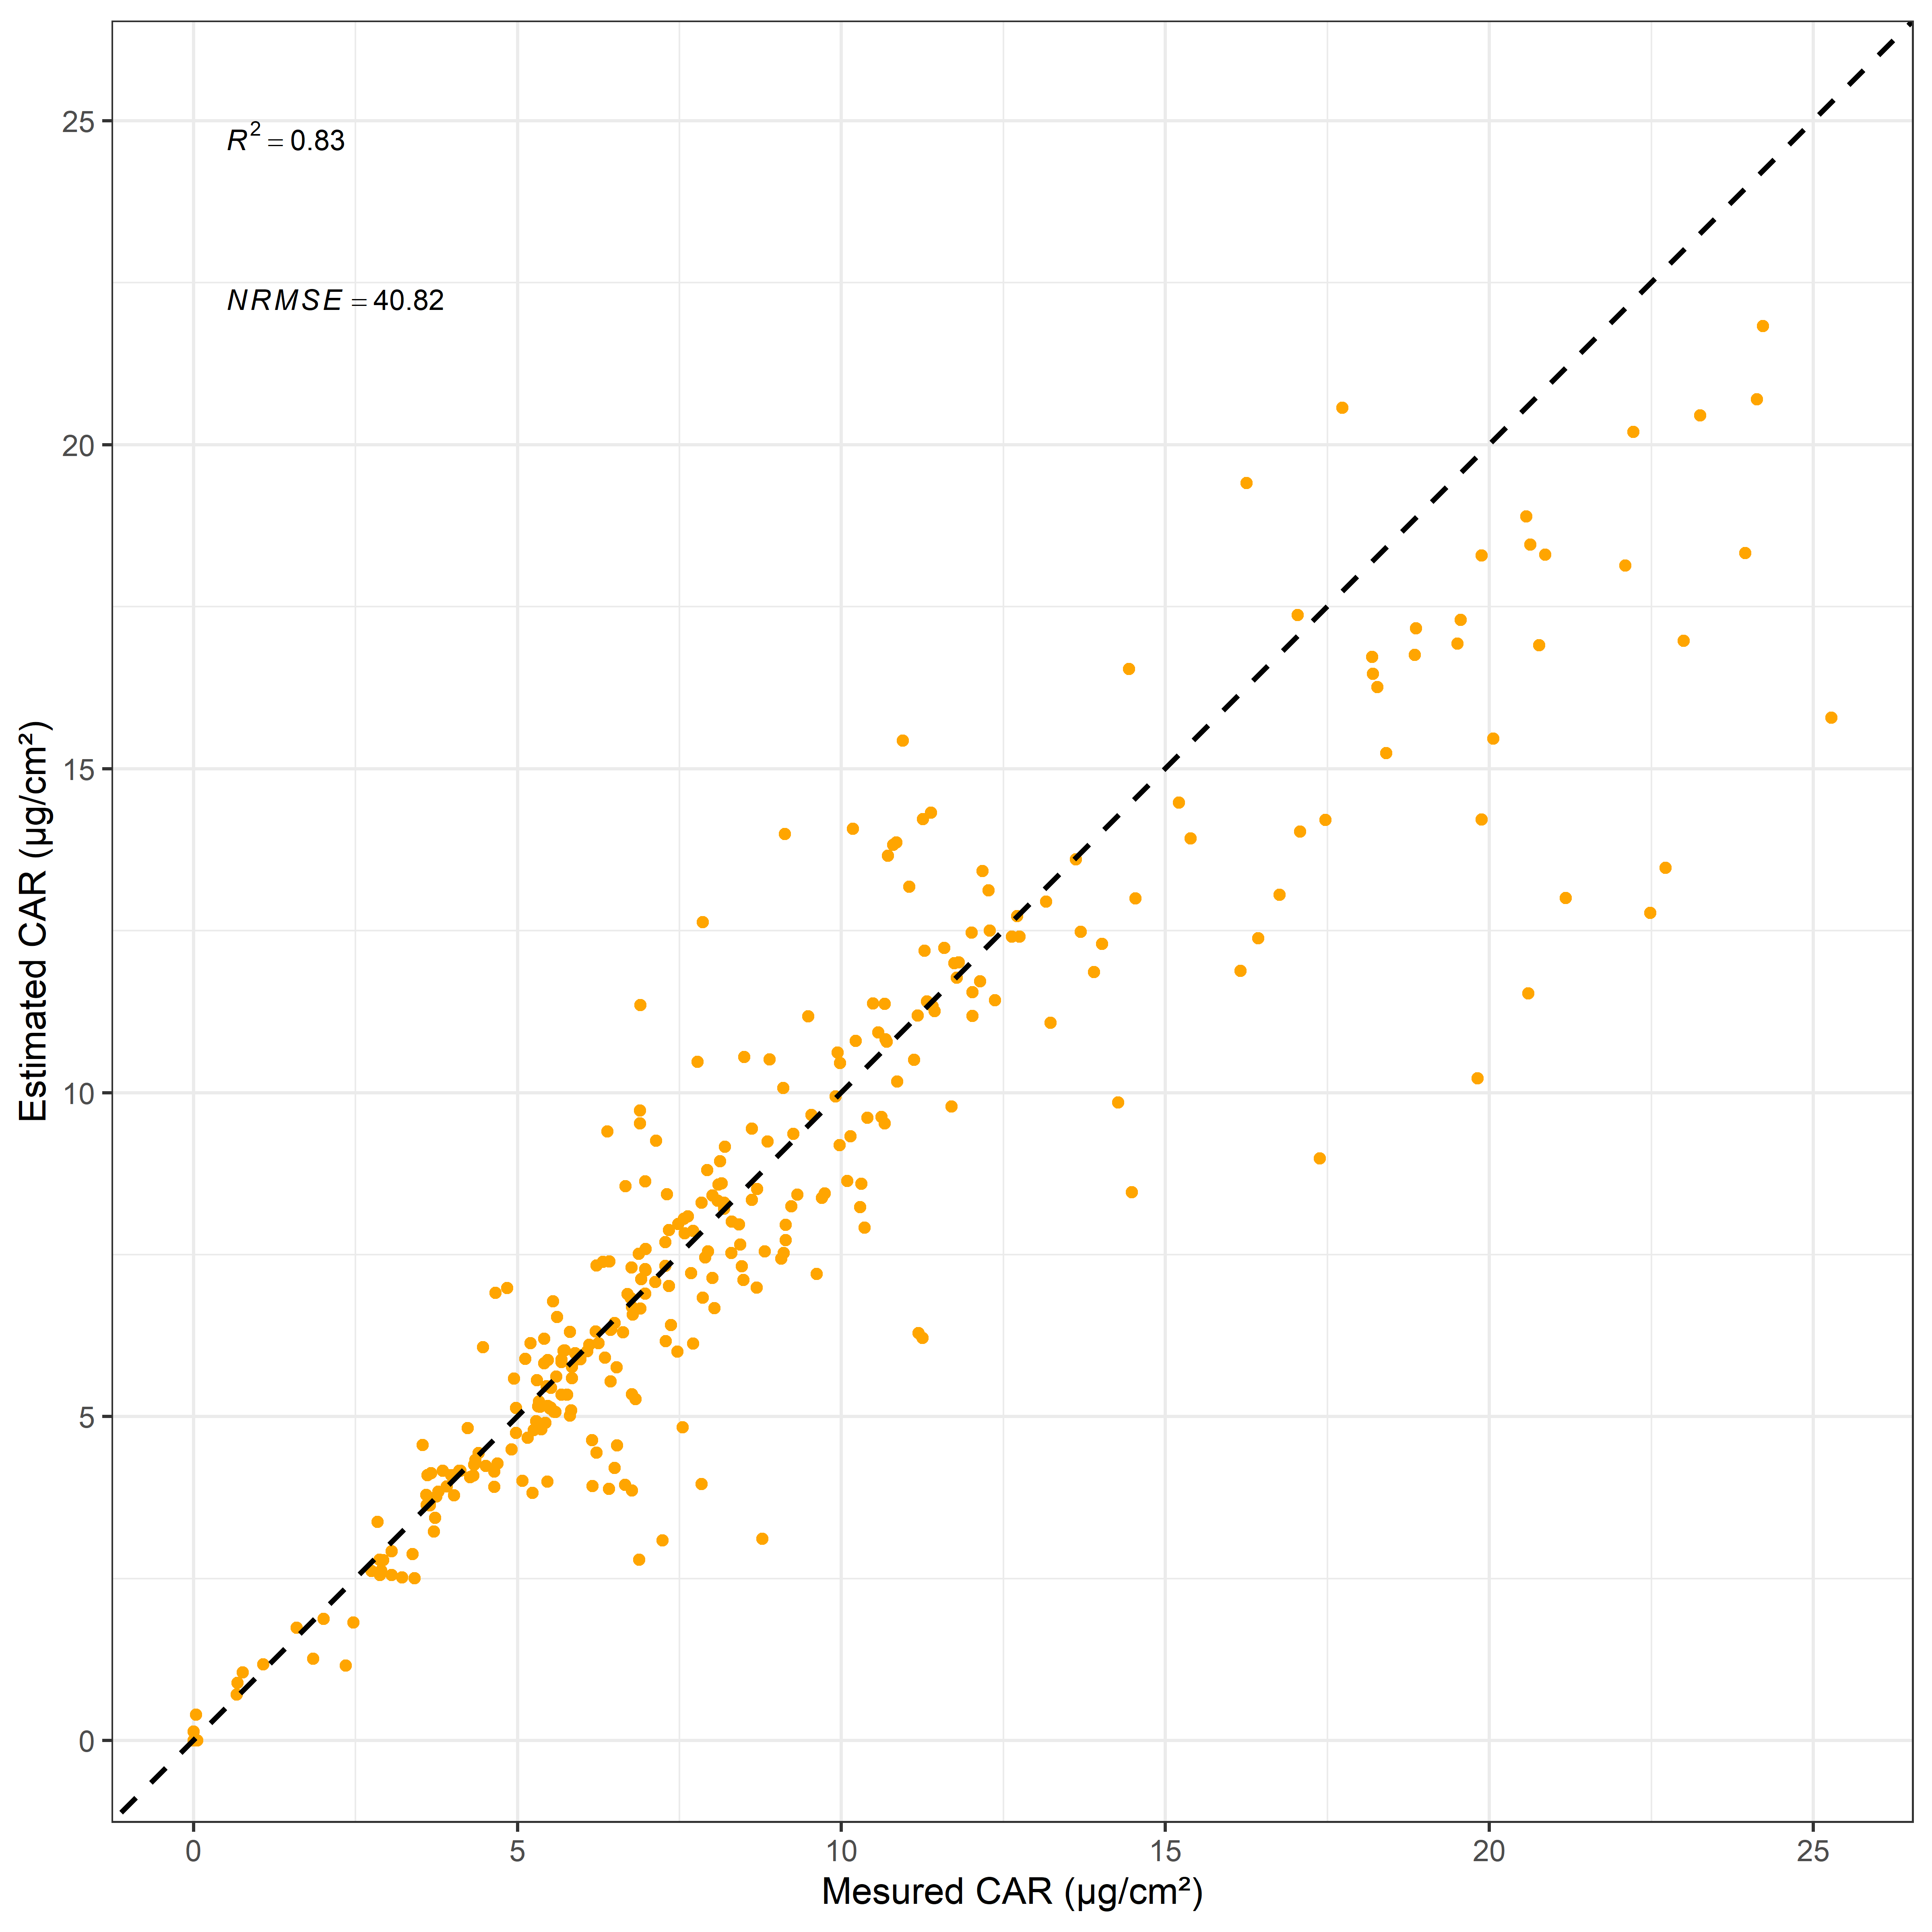 25
R² = 0.83
NRMSE = 40.82
20
15
Estimated CAR (µg/cm²)
10
5
0
0 5 10 15 20 25
Mesured CAR (µg/cm²)